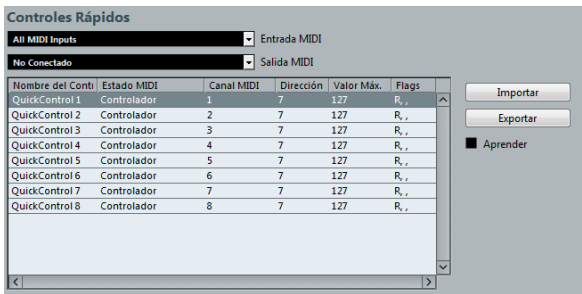 Controles Rápidos
All MIDI Inputs Entrada MIDI
No Conectado Salida MIDI
Nombre del Conti Estado MIDI Canal MIDI Dirección Valor Máx. Flags
QuickControl 1 Controlador 1 7 127 R, ,
QuickControl 2 Controlador 2 7 127 R, ,
QuickControl 3 Controlador 3 7 127 R, ,
QuickControl 4 Controlador 4 7 127 R, ,
QuickControl 5 Controlador 5 7 127 R, ,
QuickControl 6 Controlador 6 7 127 R, ,
QuickControl 7 Controlador 7 7 127 R, ,
QuickControl 8 Controlador 8 7 127 R, ,
Importar
Exportar
Aprender